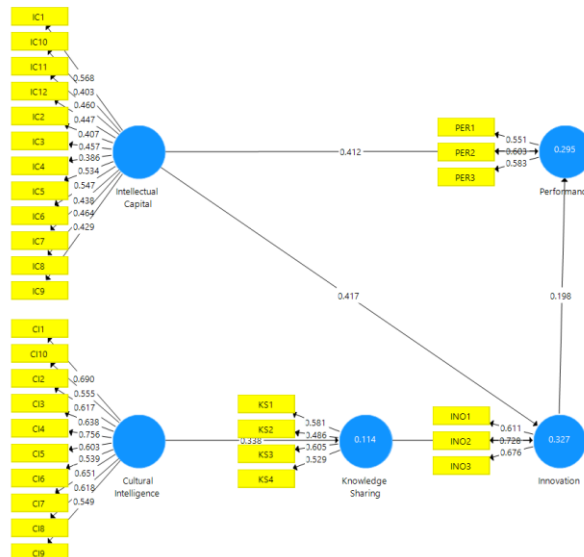 IC1
IC10
IC11
IC12
IC2
IC3
IC4
IC5
IC6
IC7
IC8
IC9
0.568
0.403
0.460
0.447
0.407
0.457
0.386
0.534
0.547
0.438
0.464
0.429
Intellectual
Capital
0.412
PER1
PER2
PER3
0.551
0.603
0.583
0.295
Performance
0.417
0.198
CI1
CI10
CI2
CI3
CI4
CI5
CI6
CI7
CI8
CI9
0.690
0.555
0.617
0.638
0.756
0.603
0.539
0.651
0.618
0.549
Cultural
Intelligence
0.338
KS1
KS2
KS3
KS4
0.581
0.486
0.605
0.529
0.114
Knowledge
Sharing
INO1
INO2
INO3
0.611
0.728
0.676
0.327
Innovation